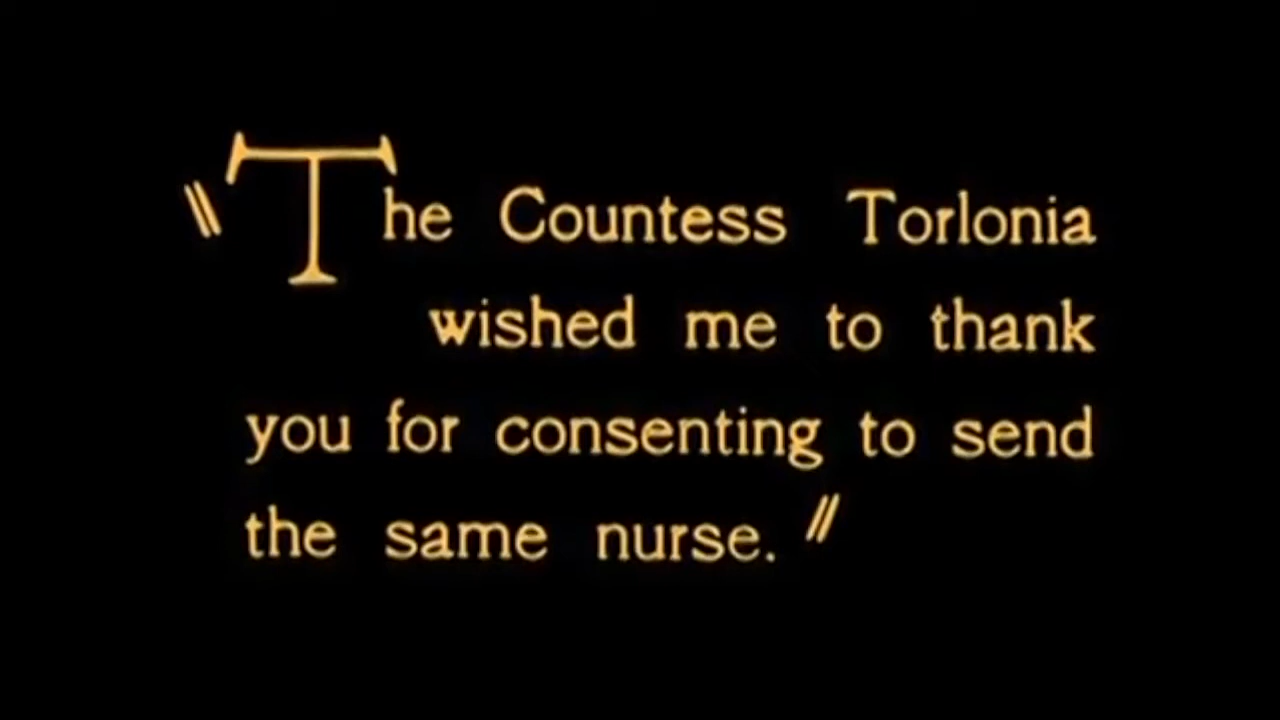 "The Countess Torlonia
wished me to thank
you for consenting to send
the same nurse."